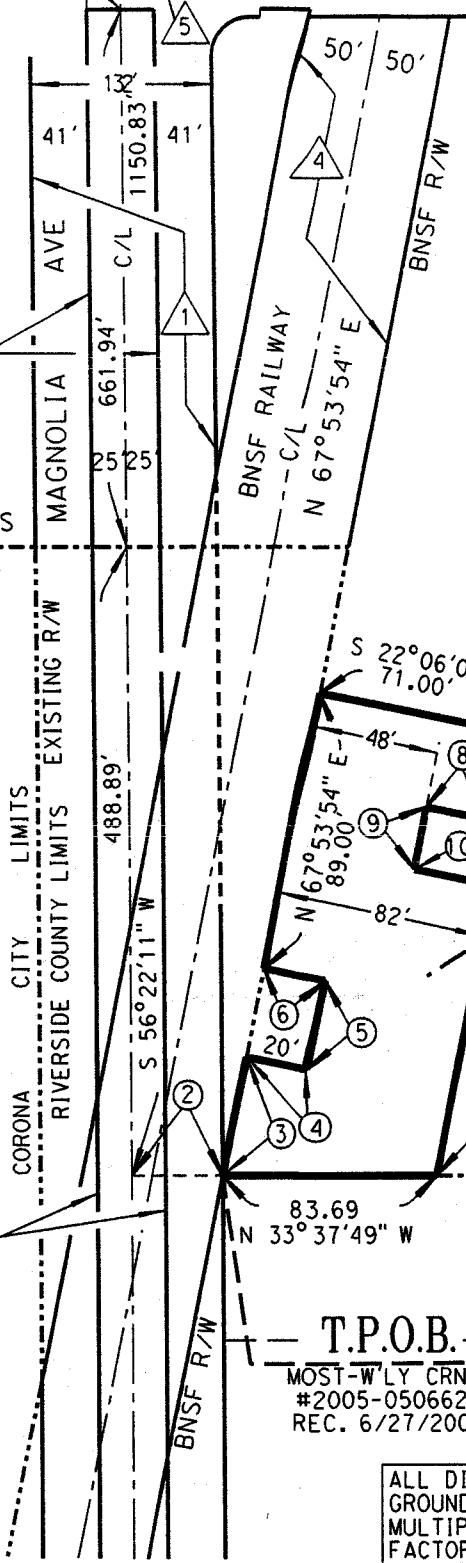 5
50'
50'
132'
41'
41'
1150.83'
4
BNSF R/W
C/L
AVE
1
661.94'
BNSF RAILWAY
C/L
N 67°53'54" E
MAGNOLIA
25'
25'
S
S 22°06'0
71.00'
EXISTING R/W
48'
8
9
10
N 67°53'54" E
89.00'
488.89'
CITY LIMITS
RIVERSIDE COUNTY LIMITS
82'
S 56°22'11" W
6
5
20'
2
3
4
CORONA
83.69
N 33°37'49" W
T.P.O.B.
MOST-W'LY CRN
#2005-050662
REC. 6/27/200
BNSF R/W
ALL DI
GROUND
MULTIP
FACTOR